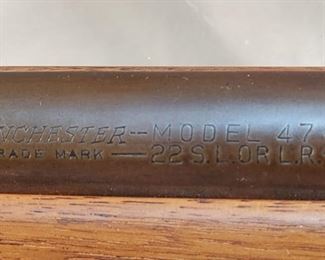 NCHESTER--MODEL 47
RADE MARK — 22 S.L.OR L.R.